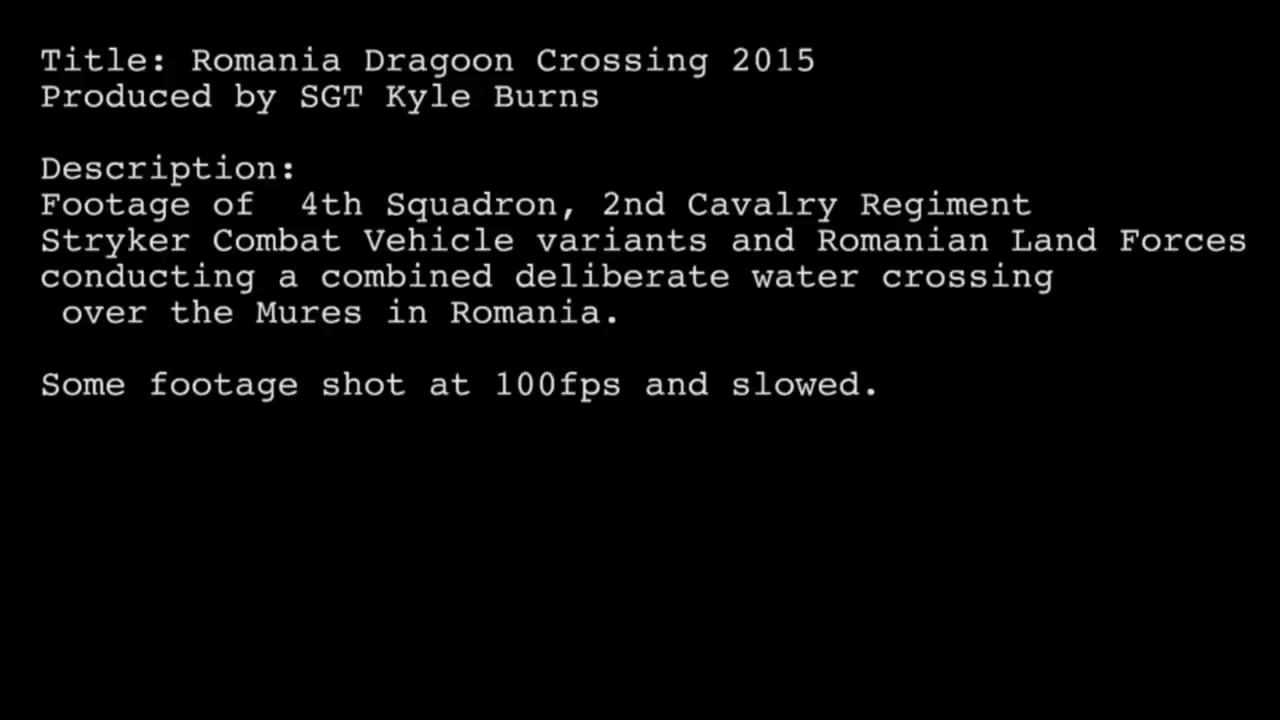 Title: Romania Dragoon Crossing 2015
Produced by SGT Kyle Burns
Description:
Footage of  4th Squadron, 2nd Cavalry Regiment
Stryker Combat Vehicle variants and Romanian Land Forces
conducting a combined deliberate water crossing
over the Mures in Romania.
Some footage shot at 100fps and slowed.